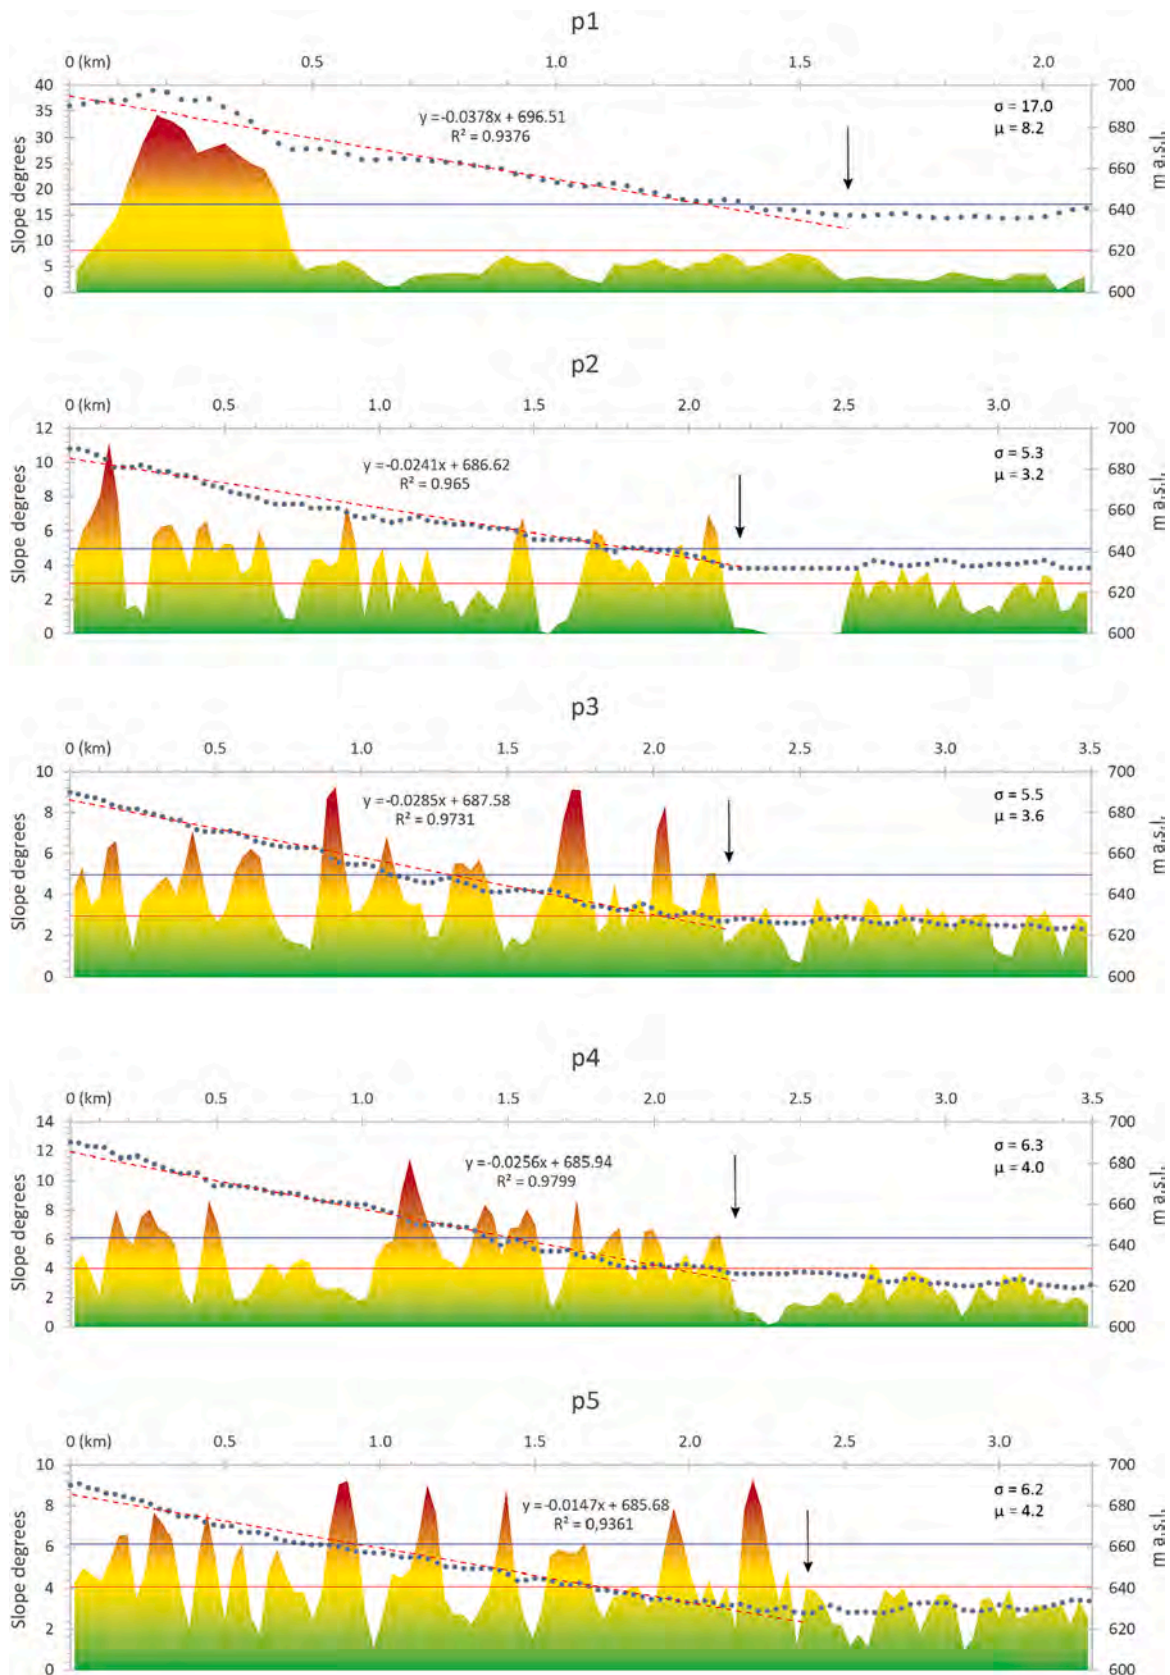 p1
0 (km) 0.5 1.0 1.5 2.0
40 700
y = -0.0378x + 696.51
R² = 0.9376
σ = 17.0
μ = 8.2
35
30 680
25
20 660
15 640
10 620
5
0 600
Slope degrees
m a.s.l.
p2
0 (km) 0.5 1.0 1.5 2.0 2.5 3.0
12 700
y = -0.0241x + 686.62
R² = 0.965
σ = 5.3
μ = 3.2
10 680
8 660
6 640
4 620
2
0 600
Slope degrees
m a.s.l.
p3
0 (km) 0.5 1.0 1.5 2.0 2.5 3.0 3.5
10 700
y = -0.0285x + 687.58
R² = 0.9731
σ = 5.5
μ = 3.6
8 680
6 660
4 640
2 620
0 600
Slope degrees
m a.s.l.
p4
0 (km) 0.5 1.0 1.5 2.0 2.5 3.0 3.5
14 700
y = -0.0256x + 685.94
R² = 0.9799
σ = 6.3
μ = 4.0
12 680
10 660
8
6 640
4 620
2
0 600
Slope degrees
m a.s.l.
p5
0 (km) 0.5 1.0 1.5 2.0 2.5 3.0
10 700
y = -0.0147x + 685.68
R² = 0,9361
σ = 6.2
μ = 4.2
8 680
6 660
4 640
2 620
0 600
Slope degrees
m a.s.l.